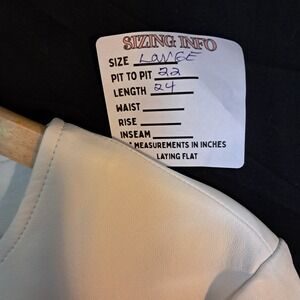 SIZING INFO
SIZE LARGE
PIT TO PIT 22
LENGTH 24
WAIST
RISE
INSEAM
MEASUREMENTS IN INCHES
LAYING FLAT